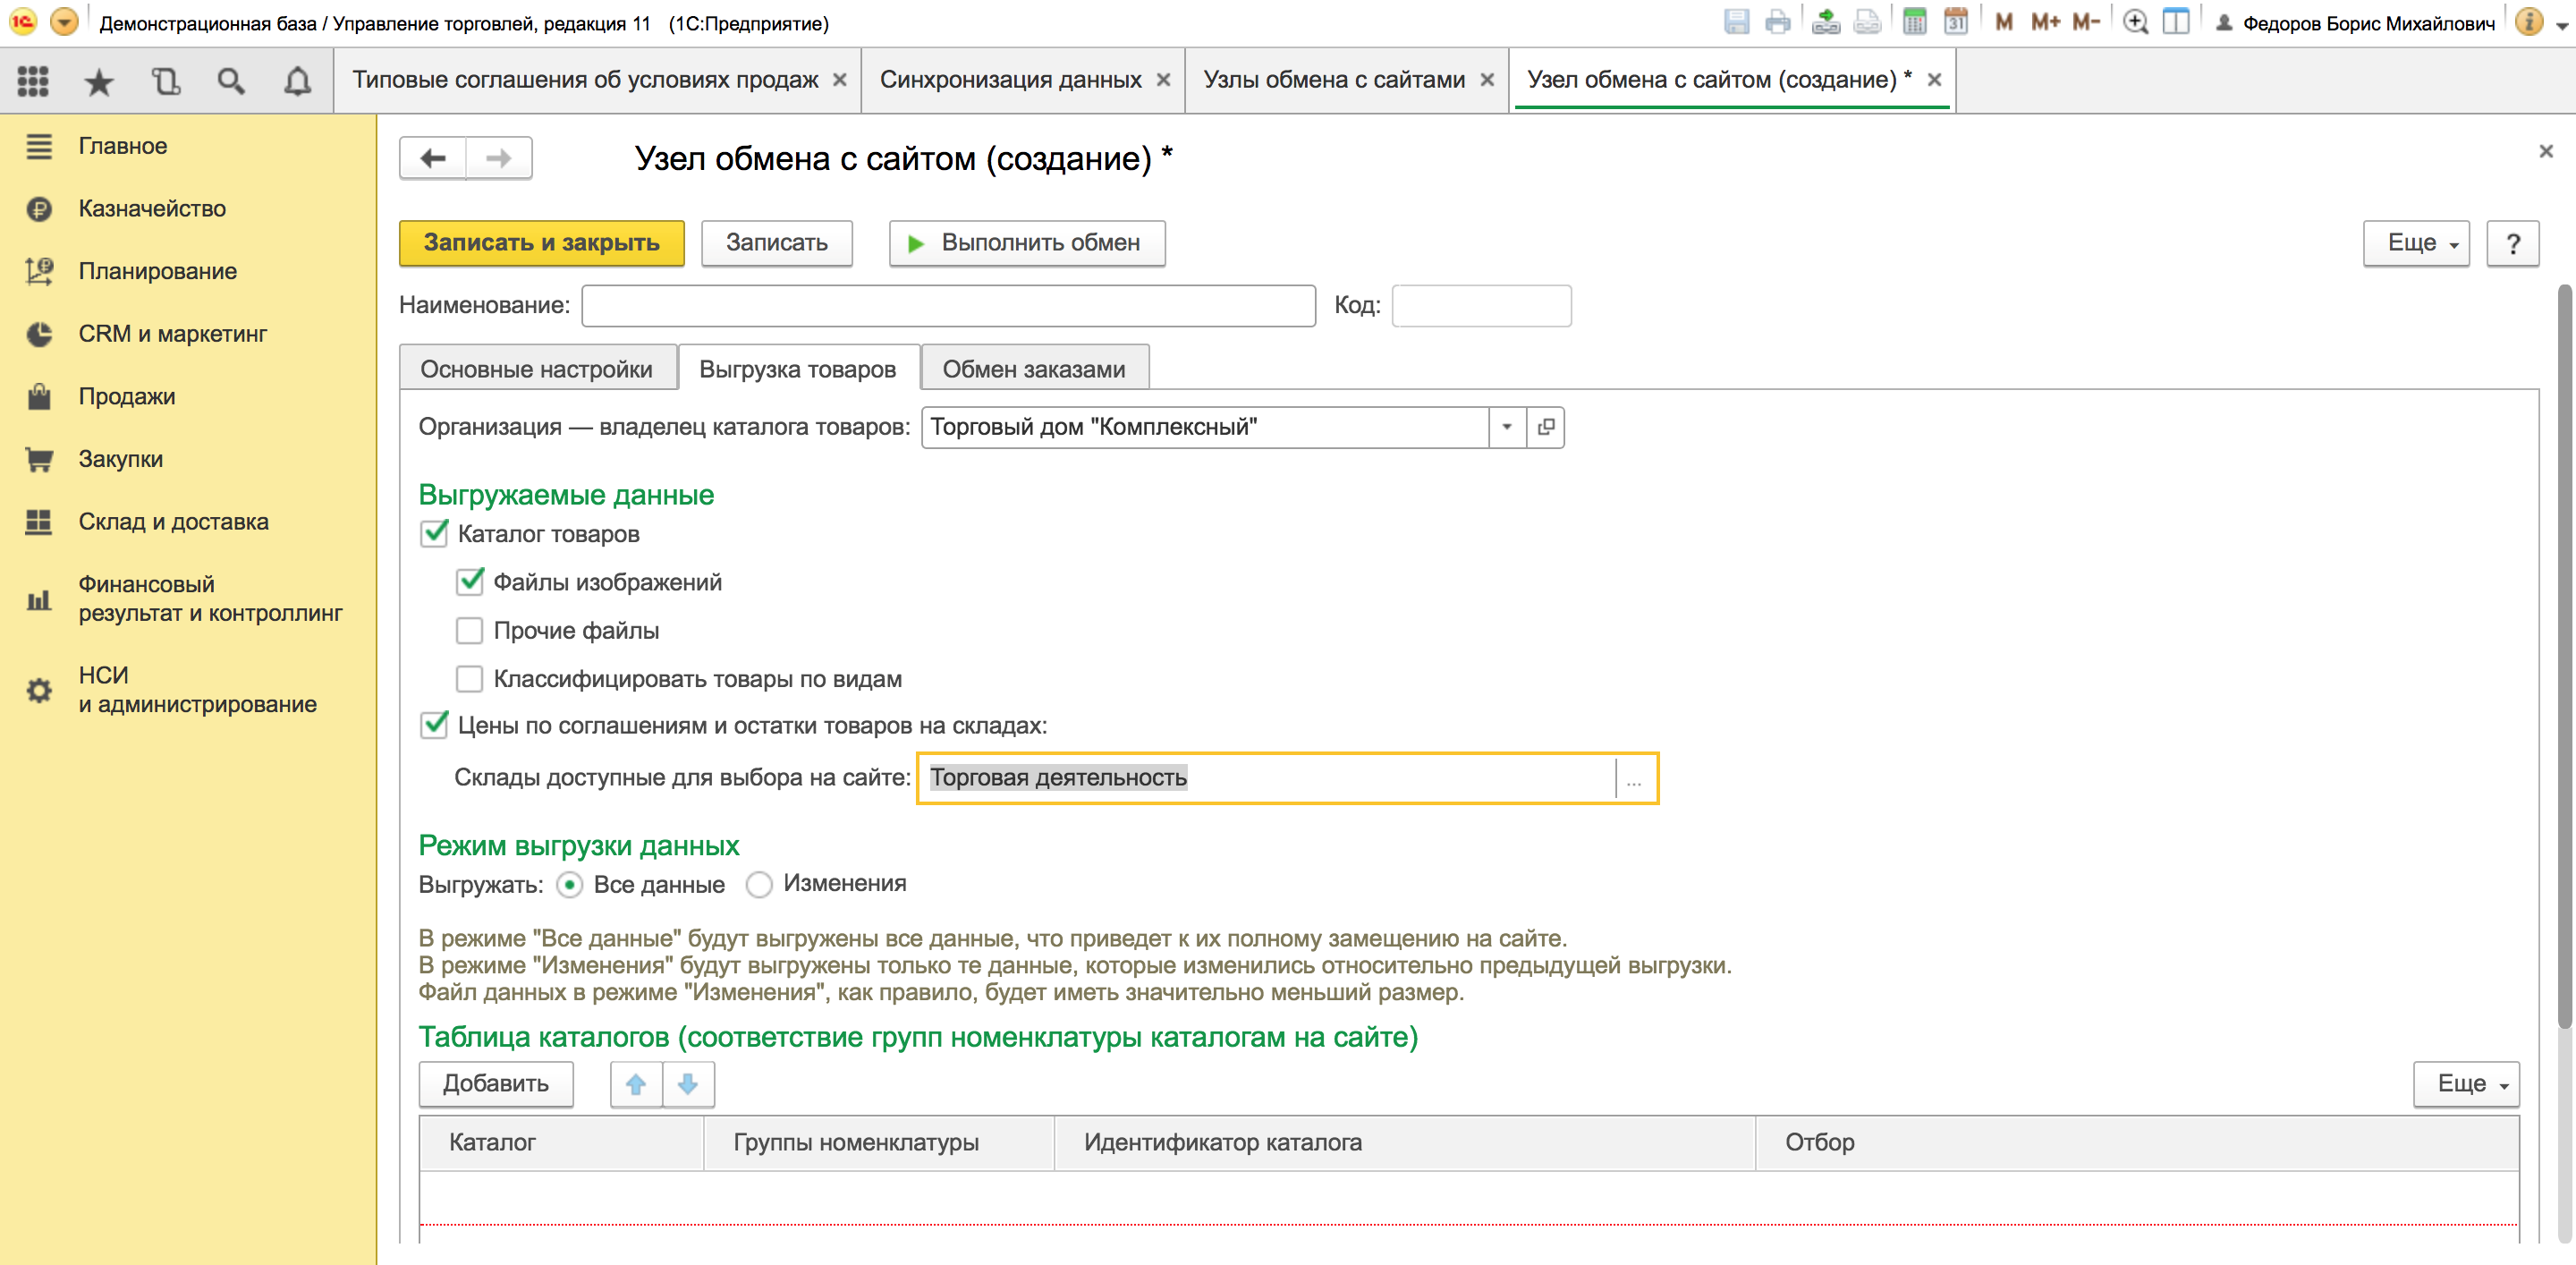 Демонстрационная база / Управление торговлей, редакция 11 (1С:Предприятие)
M M+ M- Федоров Борис Михайлович
Типовые соглашения об условиях продаж
Синхронизация данных
Узлы обмена с сайтами
Узел обмена с сайтом (создание) *
Главное
Казначейство
Планирование
CRM и маркетинг
Продажи
Закупки
Склад и доставка
Финансовый
результат и контроллинг
НСИ
и администрирование
Узел обмена с сайтом (создание) *
Записать и закрыть
Записать
Выполнить обмен
Еще
?
Наименование:
Код:
Основные настройки
Выгрузка товаров
Обмен заказами
Организация — владелец каталога товаров: Торговый дом "Комплексный"
Выгружаемые данные
Каталог товаров
Файлы изображений
Прочие файлы
Классифицировать товары по видам
Цены по соглашениям и остатки товаров на складах:
Склады доступные для выбора на сайте: Торговая деятельность ...
Режим выгрузки данных
Выгружать: Все данные Изменения
В режиме "Все данные" будут выгружены все данные, что приведет к их полному замещению на сайте.
В режиме "Изменения" будут выгружены только те данные, которые изменились относительно предыдущей выгрузки.
Файл данных в режиме "Изменения", как правило, будет иметь значительно меньший размер.
Таблица каталогов (соответствие групп номенклатуры каталогам на сайте)
Добавить
Еще
Каталог
Группы номенклатуры
Идентификатор каталога
Отбор